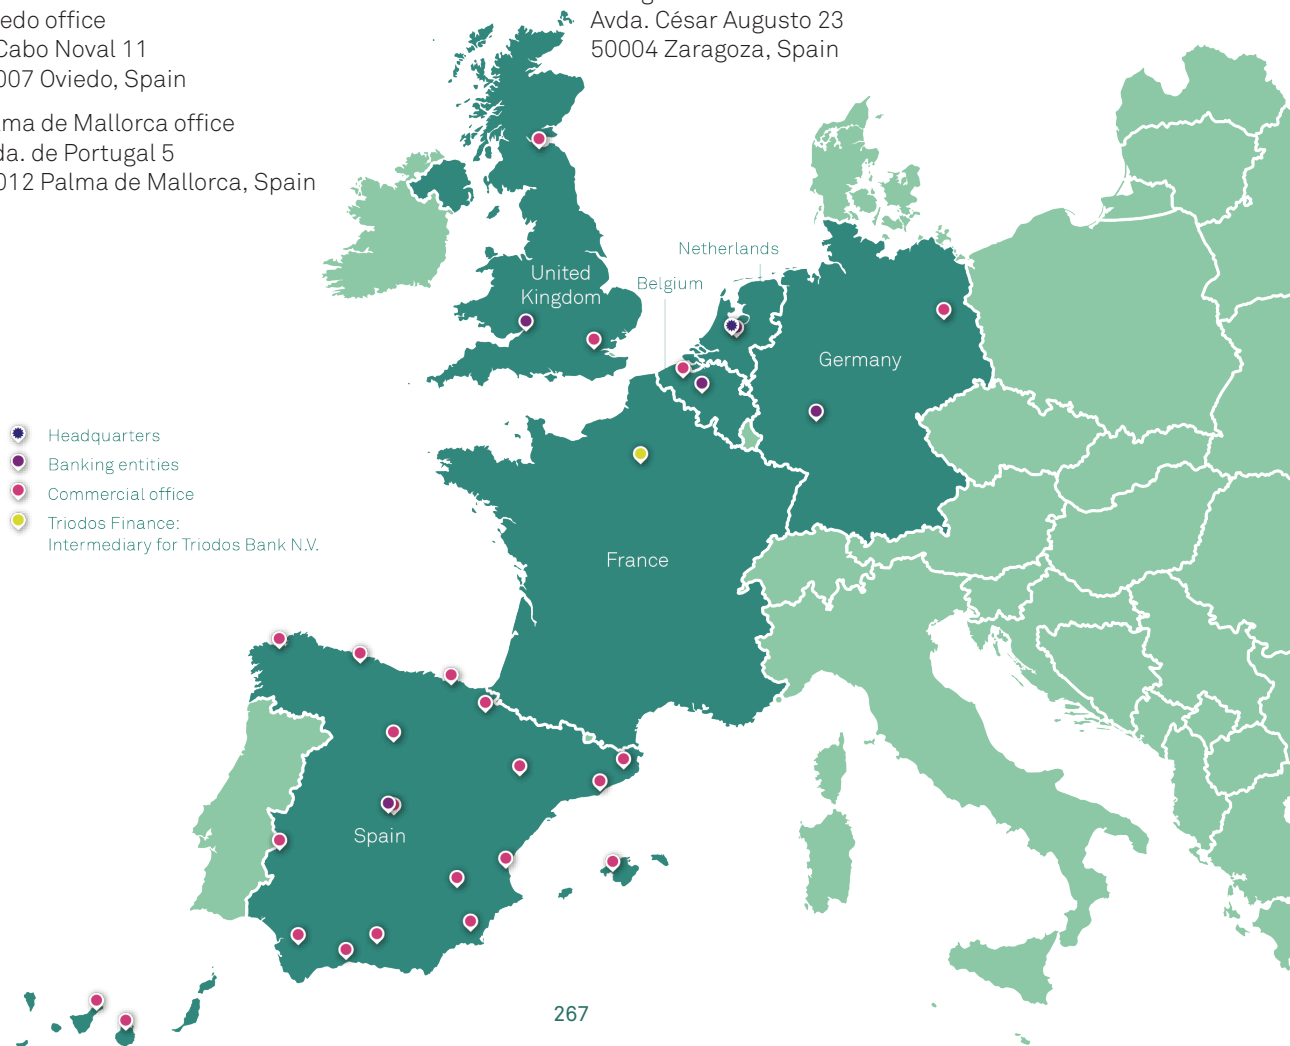 edo office
Cabo Noval 11
007 Oviedo, Spain
ma de Mallorca office
da. de Portugal 5
012 Palma de Mallorca, Spain
Avda. César Augusto 23
50004 Zaragoza, Spain
Netherlands
Belgium
United
Kingdom
Germany
Headquarters
Banking entities
Commercial office
Triodos Finance:
Intermediary for Triodos Bank N.V.
France
Spain
267